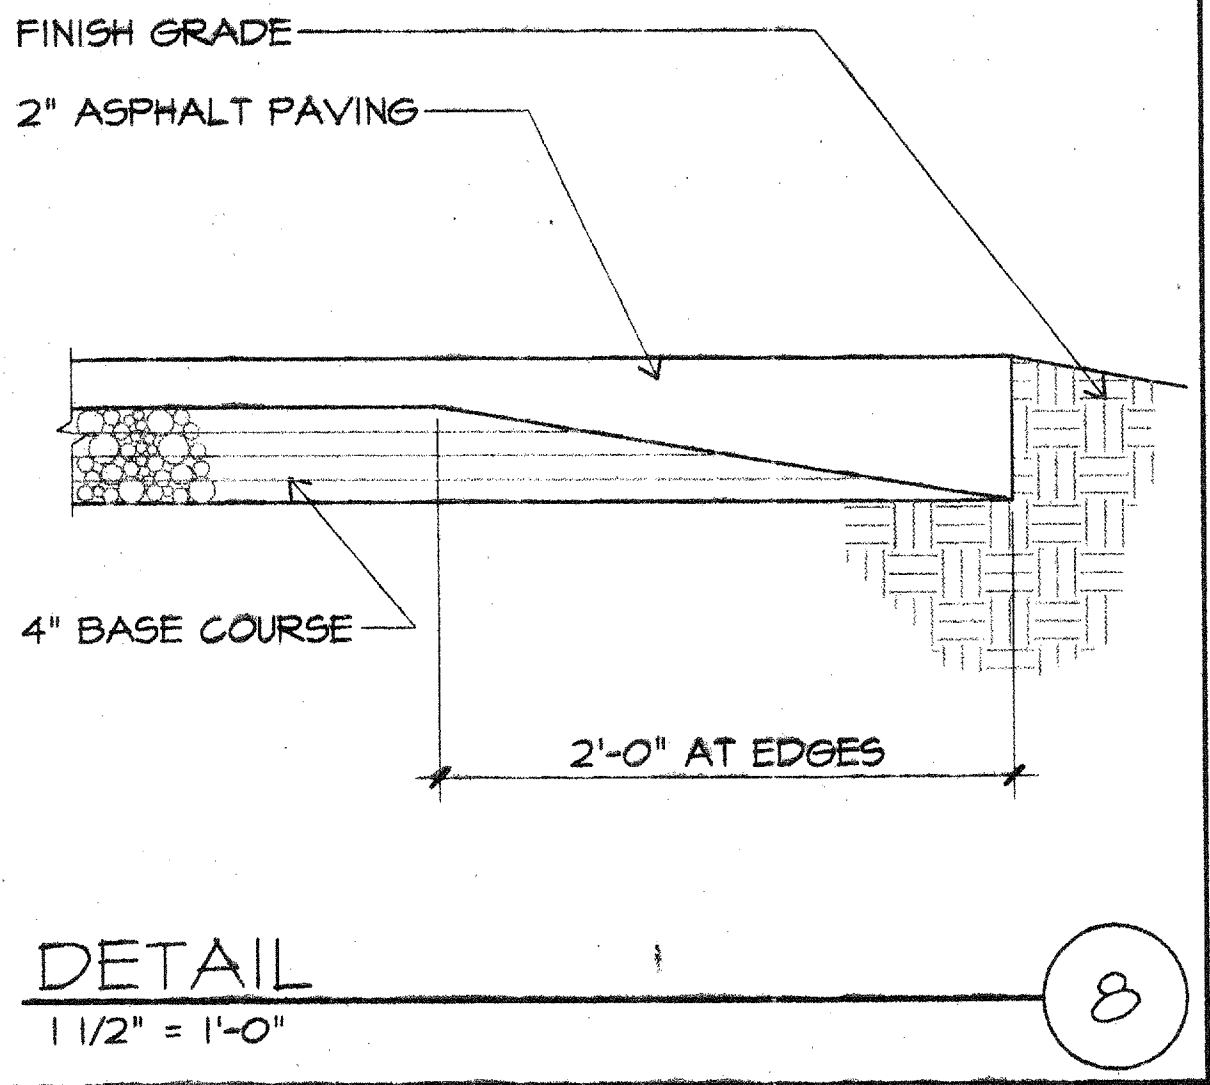 FINISH GRADE
2" ASPHALT PAVING
4" BASE COURSE
2'-0" AT EDGES
DETAIL
1 1/2" = 1'-0"
8